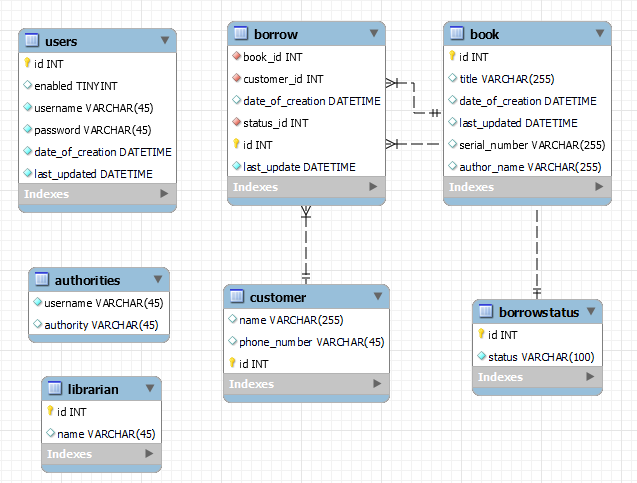 users
id INT
enabled TINYINT
username VARCHAR(45)
password VARCHAR(45)
date_of_creation DATETIME
last_updated DATETIME
Indexes
borrow
book_id INT
customer_id INT
date_of_creation DATETIME
status_id INT
id INT
last_update DATETIME
Indexes
book
id INT
title VARCHAR(255)
date_of_creation DATETIME
last_updated DATETIME
serial_number VARCHAR(255)
author_name VARCHAR(255)
Indexes
authorities
username VARCHAR(45)
authority VARCHAR(45)
customer
name VARCHAR(255)
phone_number VARCHAR(45)
id INT
Indexes
borrowstatus
id INT
status VARCHAR(100)
Indexes
librarian
id INT
name VARCHAR(45)
Indexes